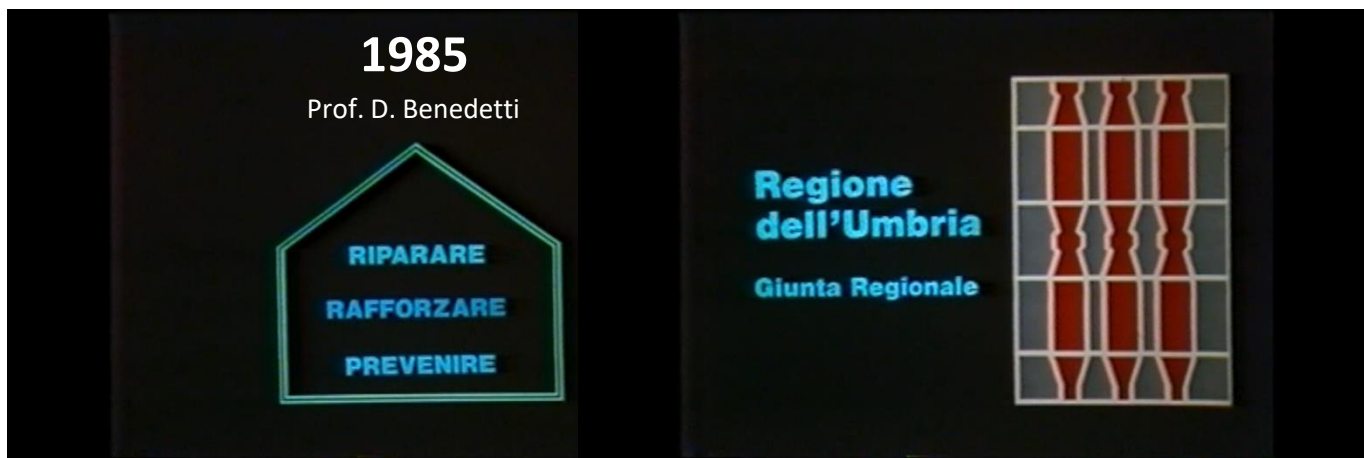 1985
Prof. D. Benedetti
RIPARARE
RAFFORZARE
PREVENIRE
Regione
dell'Umbria
Giunta Regionale